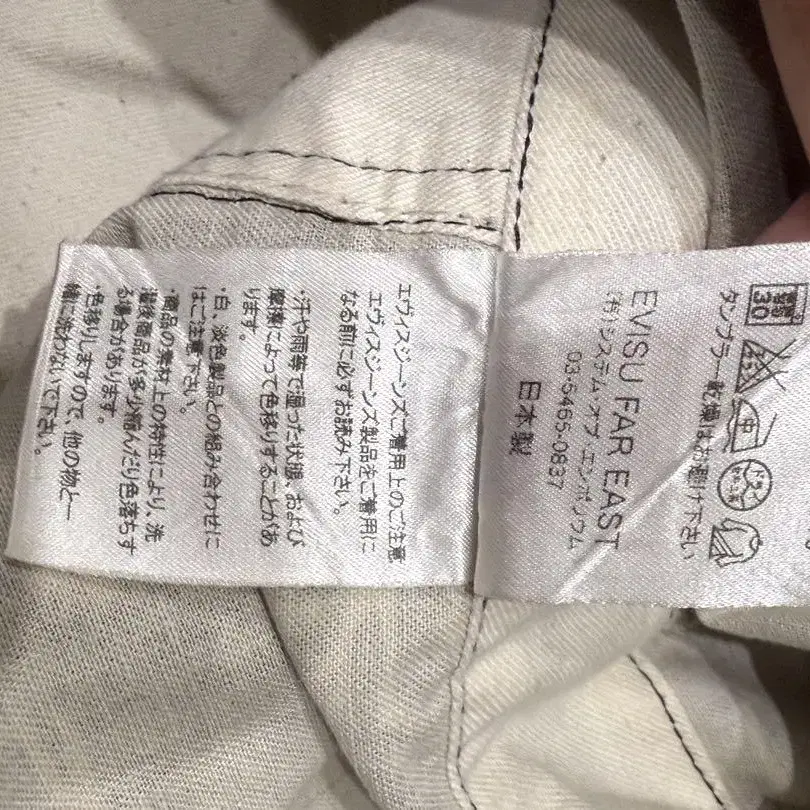 エヴィスジーンズご着用上のご注意
エヴィスジーンズ製品をご着用に
なる前に必ずお読み下さい。
・汗や雨等で湿った状態、および
摩擦によって色移りすることがあ
ります。
・白、淡色製品との組み合わせに
はご注意下さい。
・商品の素材上の特性により、洗
濯後商品が多少縮んだり色落ちす
る場合があります。
・色移りしますので、他の物と一
緒に洗わないで下さい。
30
中
ドライ
タンブラー乾燥はお避け下さい
EVISU FAR EAST
(有)システム オブ エンポリウム
03-5465-0837
日本製